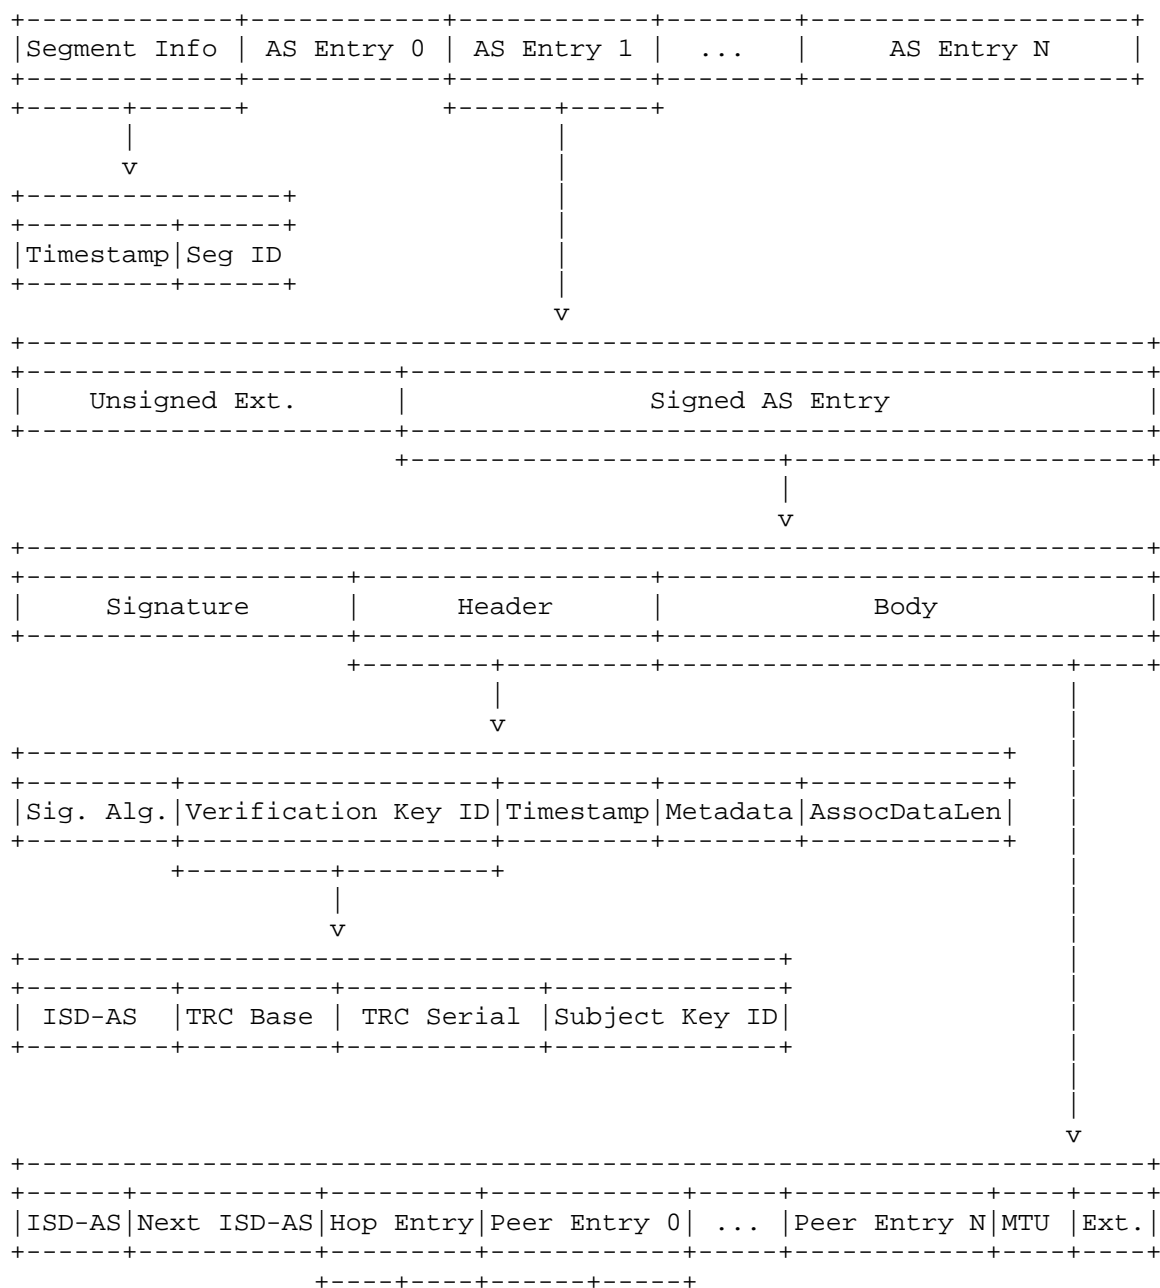 +-------------+-------------+-------------+--------+---------------------+
|Segment Info | AS Entry 0 | AS Entry 1 | ... | AS Entry N |
+-------------+-------------+-------------+--------+---------------------+
+------+------+ +------+-----+
| |
v |
+----------------+ |
+---------+------+ |
|Timestamp|Seg ID |
+---------+------+ |
v
+-----------------------------------------------------------------------+
+-----------------------+-----------------------------------------------+
| Unsigned Ext. | Signed AS Entry |
+-----------------------+-----------------------------------------------+
+-----------------------+-----------------------+
|
v
+-----------------------------------------------------------------------+
+--------------------+------------------+-------------------------------+
| Signature | Header | Body |
+--------------------+------------------+-------------------------------+
+--------+---------+--------------------------+----+
| |
v |
+--------------------------------------------------------------+ |
+---------+-------------------+---------+--------+------------+ |
|Sig. Alg.|Verification Key ID|Timestamp|Metadata|AssocDataLen| |
+---------+-------------------+---------+--------+------------+ |
+---------+---------+ |
| |
v |
+-----------------------------------------------+ |
+---------+---------+------------+--------------+ |
| ISD-AS |TRC Base | TRC Serial |Subject Key ID| |
+---------+---------+------------+--------------+ |
|
|
v
+-----------------------------------------------------------------------+
+------+-----------+---------+------------+-----+------------+----+-----+
|ISD-AS|Next ISD-AS|Hop Entry|Peer Entry 0| ... |Peer Entry N|MTU |Ext.|
+------+-----------+---------+------------+-----+------------+----+-----+
+----+----+------+------+